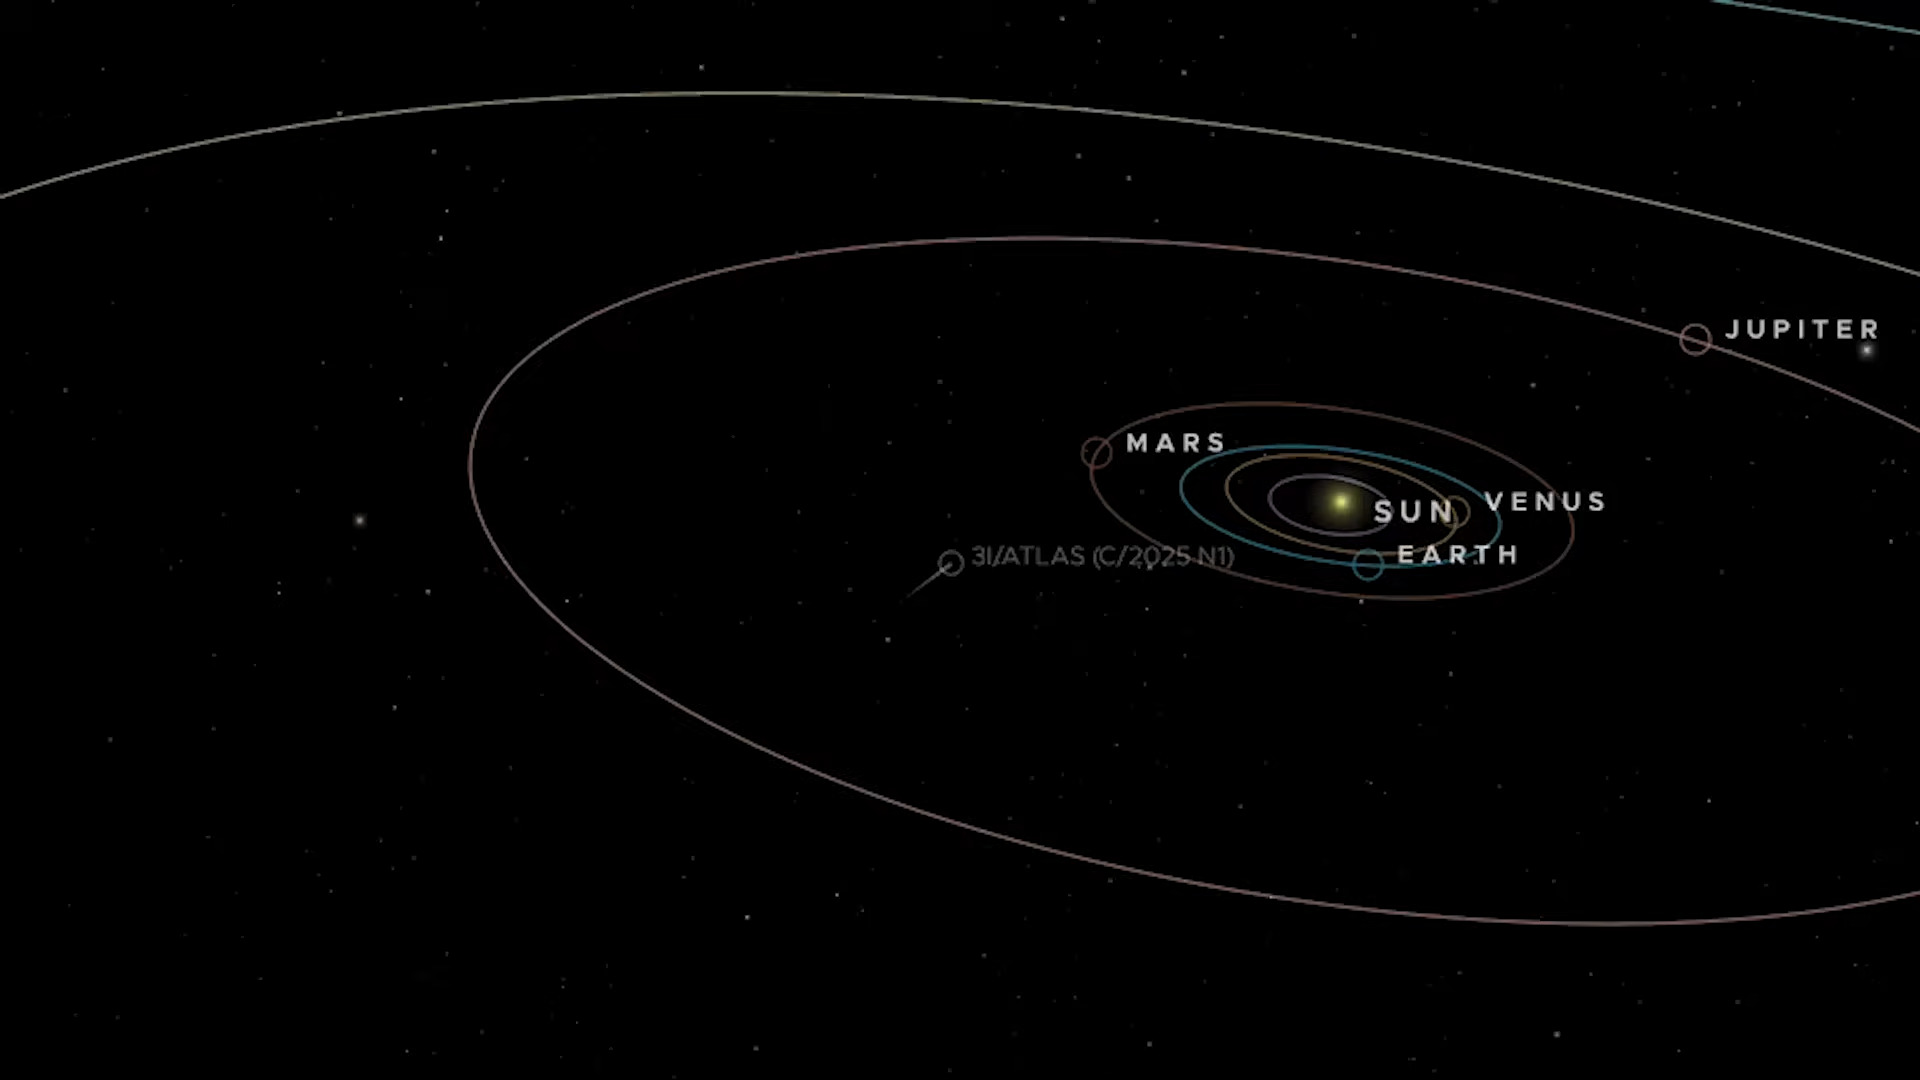 JUPITER
MARS
VENUS
SUN
EARTH
3I/ATLAS (C/2025 N1)